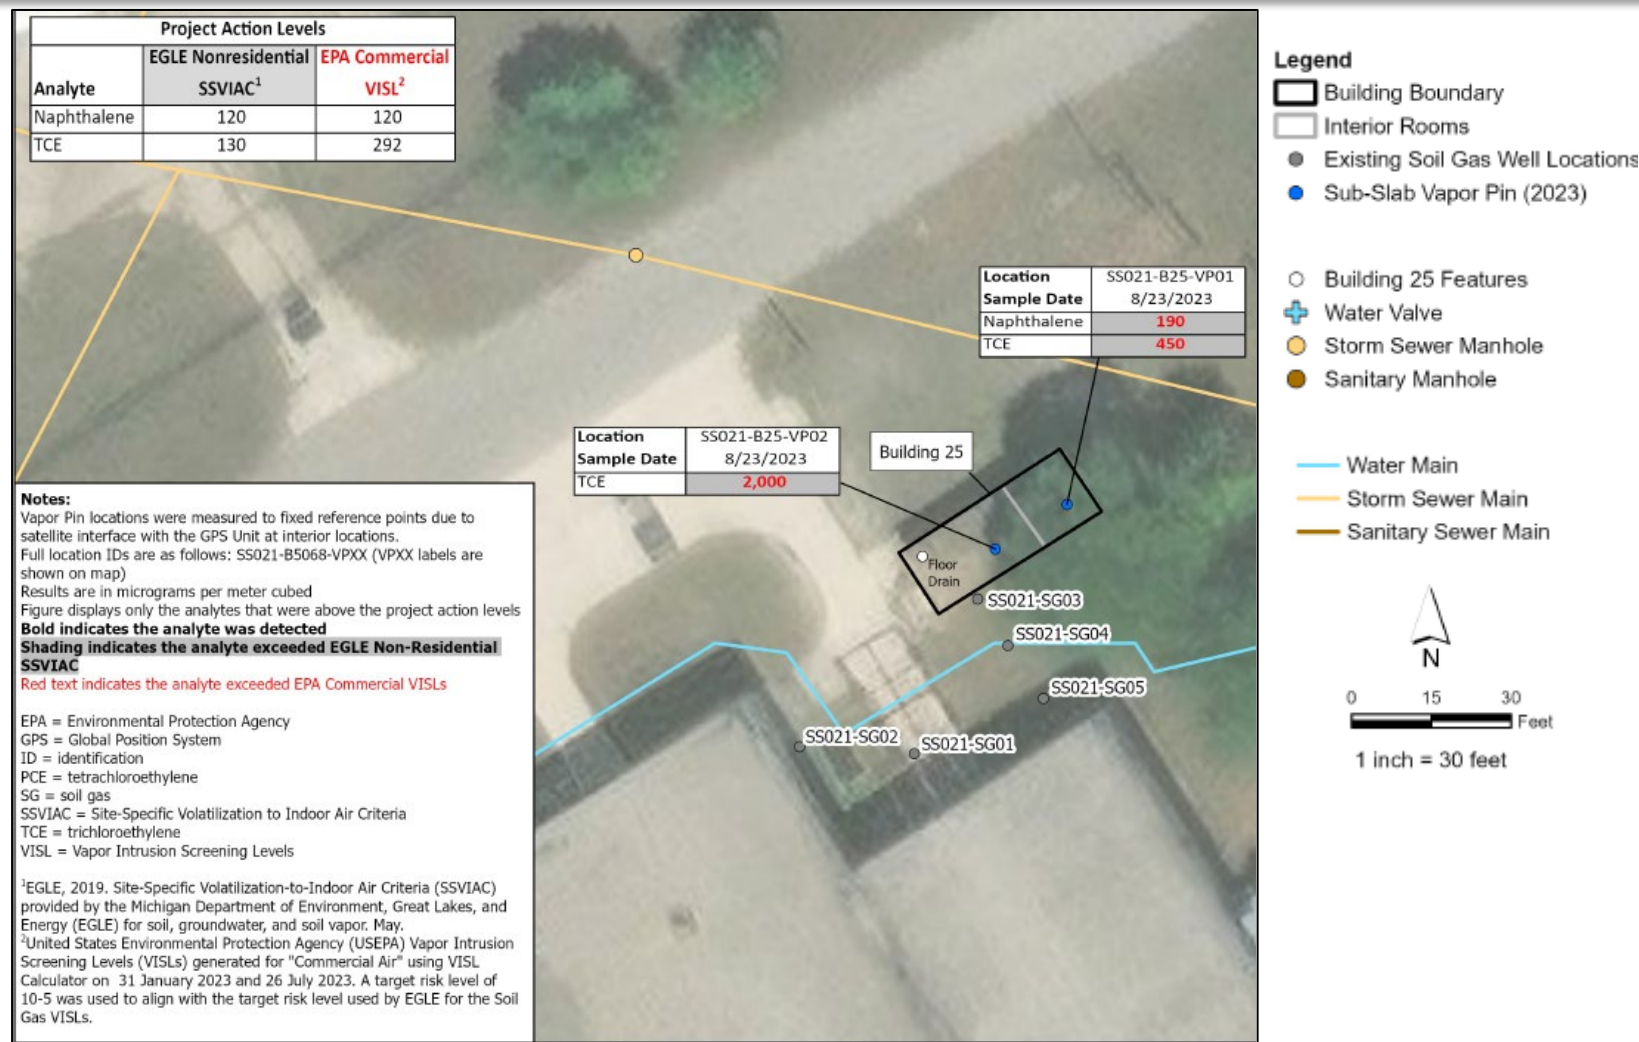 Project Action Levels
EGLE Nonresidential EPA Commercial
Analyte SSVIAC¹ VISL²
Naphthalene 120 120
TCE 130 292
Location SS021-B25-VP01
Sample Date 8/23/2023
Naphthalene 190
TCE 450
Location SS021-B25-VP02
Sample Date 8/23/2023
TCE 2,000
Building 25
Floor
Drain
SS021-SG03
SS021-SG04
SS021-SG05
SS021-SG02
SS021-SG01
Notes:
Vapor Pin locations were measured to fixed reference points due to
satellite interface with the GPS Unit at interior locations.
Full location IDs are as follows: SS021-B5068-VPXX (VPXX labels are
shown on map)
Results are in micrograms per meter cubed
Figure displays only the analytes that were above the project action levels
Bold indicates the analyte was detected
Shading indicates the analyte exceeded EGLE Non-Residential
SSVIAC
Red text indicates the analyte exceeded EPA Commercial VISLs
EPA = Environmental Protection Agency
GPS = Global Position System
ID = identification
PCE = tetrachloroethylene
SG = soil gas
SSVIAC = Site-Specific Volatilization to Indoor Air Criteria
TCE = trichloroethylene
VISL = Vapor Intrusion Screening Levels
¹EGLE, 2019. Site-Specific Volatilization-to-Indoor Air Criteria (SSVIAC)
provided by the Michigan Department of Environment, Great Lakes, and
Energy (EGLE) for soil, groundwater, and soil vapor. May.
²United States Environmental Protection Agency (USEPA) Vapor Intrusion
Screening Levels (VISLs) generated for "Commercial Air" using VISL
Calculator on 31 January 2023 and 26 July 2023. A target risk level of
10-5 was used to align with the target risk level used by EGLE for the Soil
Gas VISLs.
Legend
Building Boundary
Interior Rooms
Existing Soil Gas Well Locations
Sub-Slab Vapor Pin (2023)
Building 25 Features
Water Valve
Storm Sewer Manhole
Sanitary Manhole
Water Main
Storm Sewer Main
Sanitary Sewer Main
N
0 15 30
Feet
1 inch = 30 feet